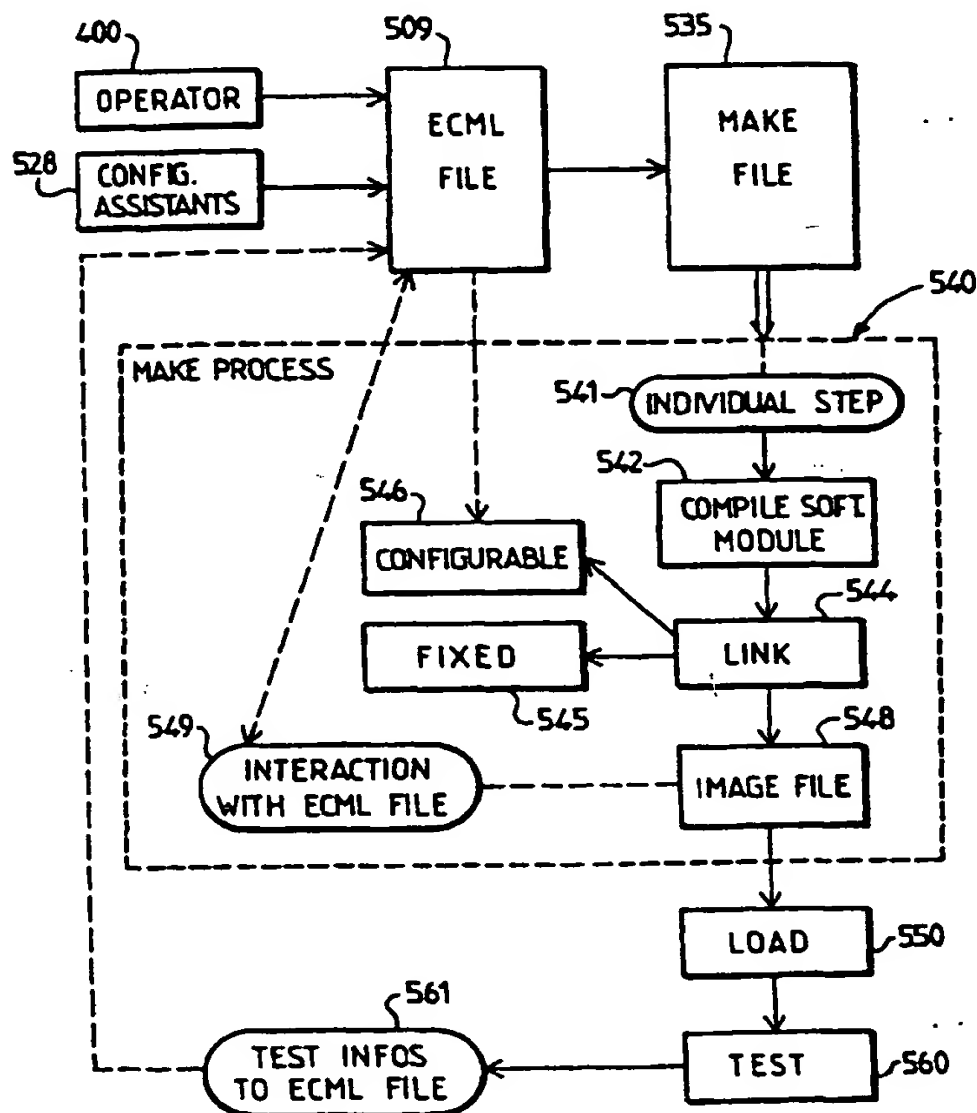 400
509
535
OPERATOR
ECML
FILE
MAKE
FILE
528
CONFIG.
ASSISTANTS
540
MAKE PROCESS
541
INDIVIDUAL STEP
542
546
COMPILE SOFT.
MODULE
CONFIGURABLE
544
FIXED
LINK
545
549
548
INTERACTION
WITH ECML FILE
IMAGE FILE
LOAD
550
561
TEST INFOS
TO ECML FILE
TEST
560